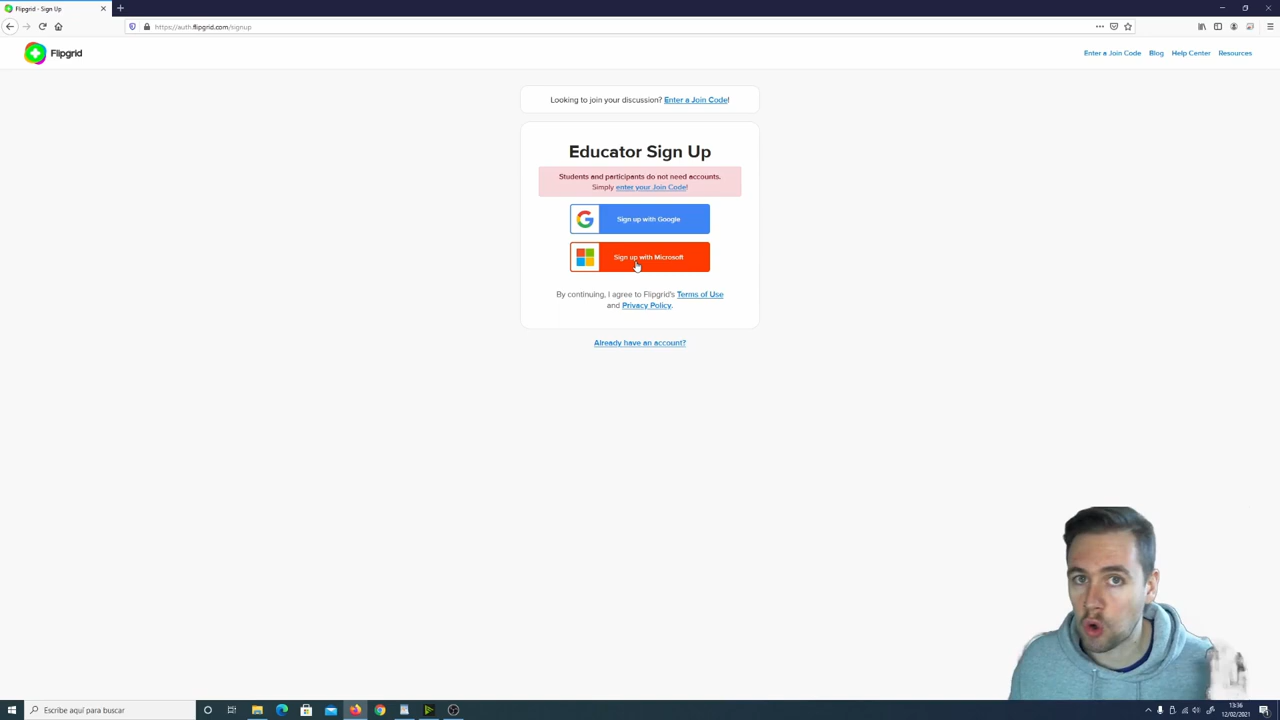 Flipgrid - Sign Up
https://auth.flipgrid.com/signup
Flipgrid
Enter a Join Code Blog Help Center Resources
Looking to join your discussion? Enter a Join Code!
Educator Sign Up
Students and participants do not need accounts.
Simply enter your Join Code!
Sign up with Google
Sign up with Microsoft
By continuing, I agree to Flipgrid's Terms of Use
and Privacy Policy.
Already have an account?
Escribe aquí para buscar
13:36
12/02/2021